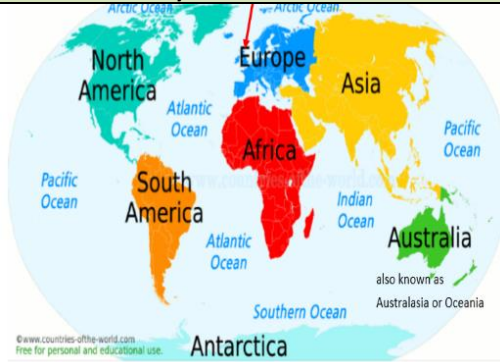 Arctic Ocean
Arctic Ocean
North
America
Europe
Asia
Atlantic
Ocean
Pacific
Ocean
Africa
Pacific
Ocean
South
America
Indian
Ocean
Australia
also known as
Australasia or Oceania
Atlantic
Ocean
Southern Ocean
Antarctica
©www.countries-ofthe-world.com
Free for personal and educational use.